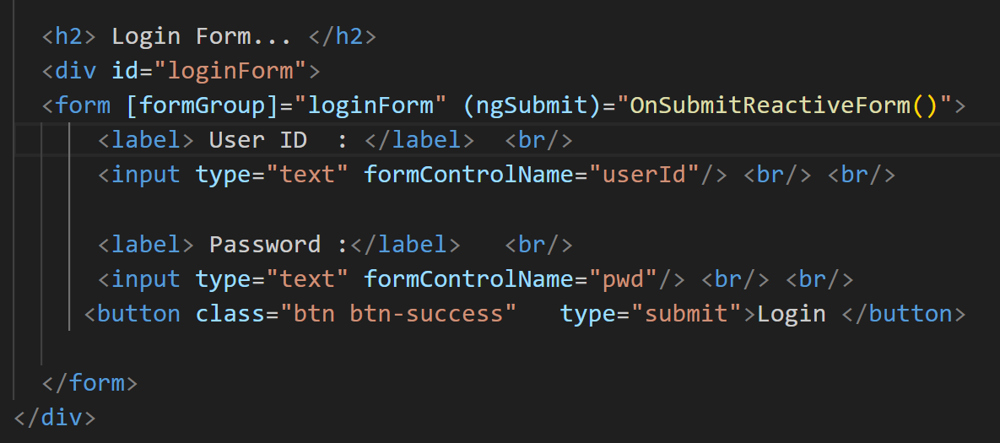 <h2> Login Form... </h2>
<div id="loginForm">
<form [formGroup]="loginForm" (ngSubmit)="OnSubmitReactiveForm()">
<label> User ID  : </label>  <br/>
<input type="text" formControlName="userId"/> <br/> <br/>
<label> Password :</label>   <br/>
<input type="text" formControlName="pwd"/> <br/> <br/>
<button class="btn btn-success"   type="submit">Login </button>
</form>
</div>